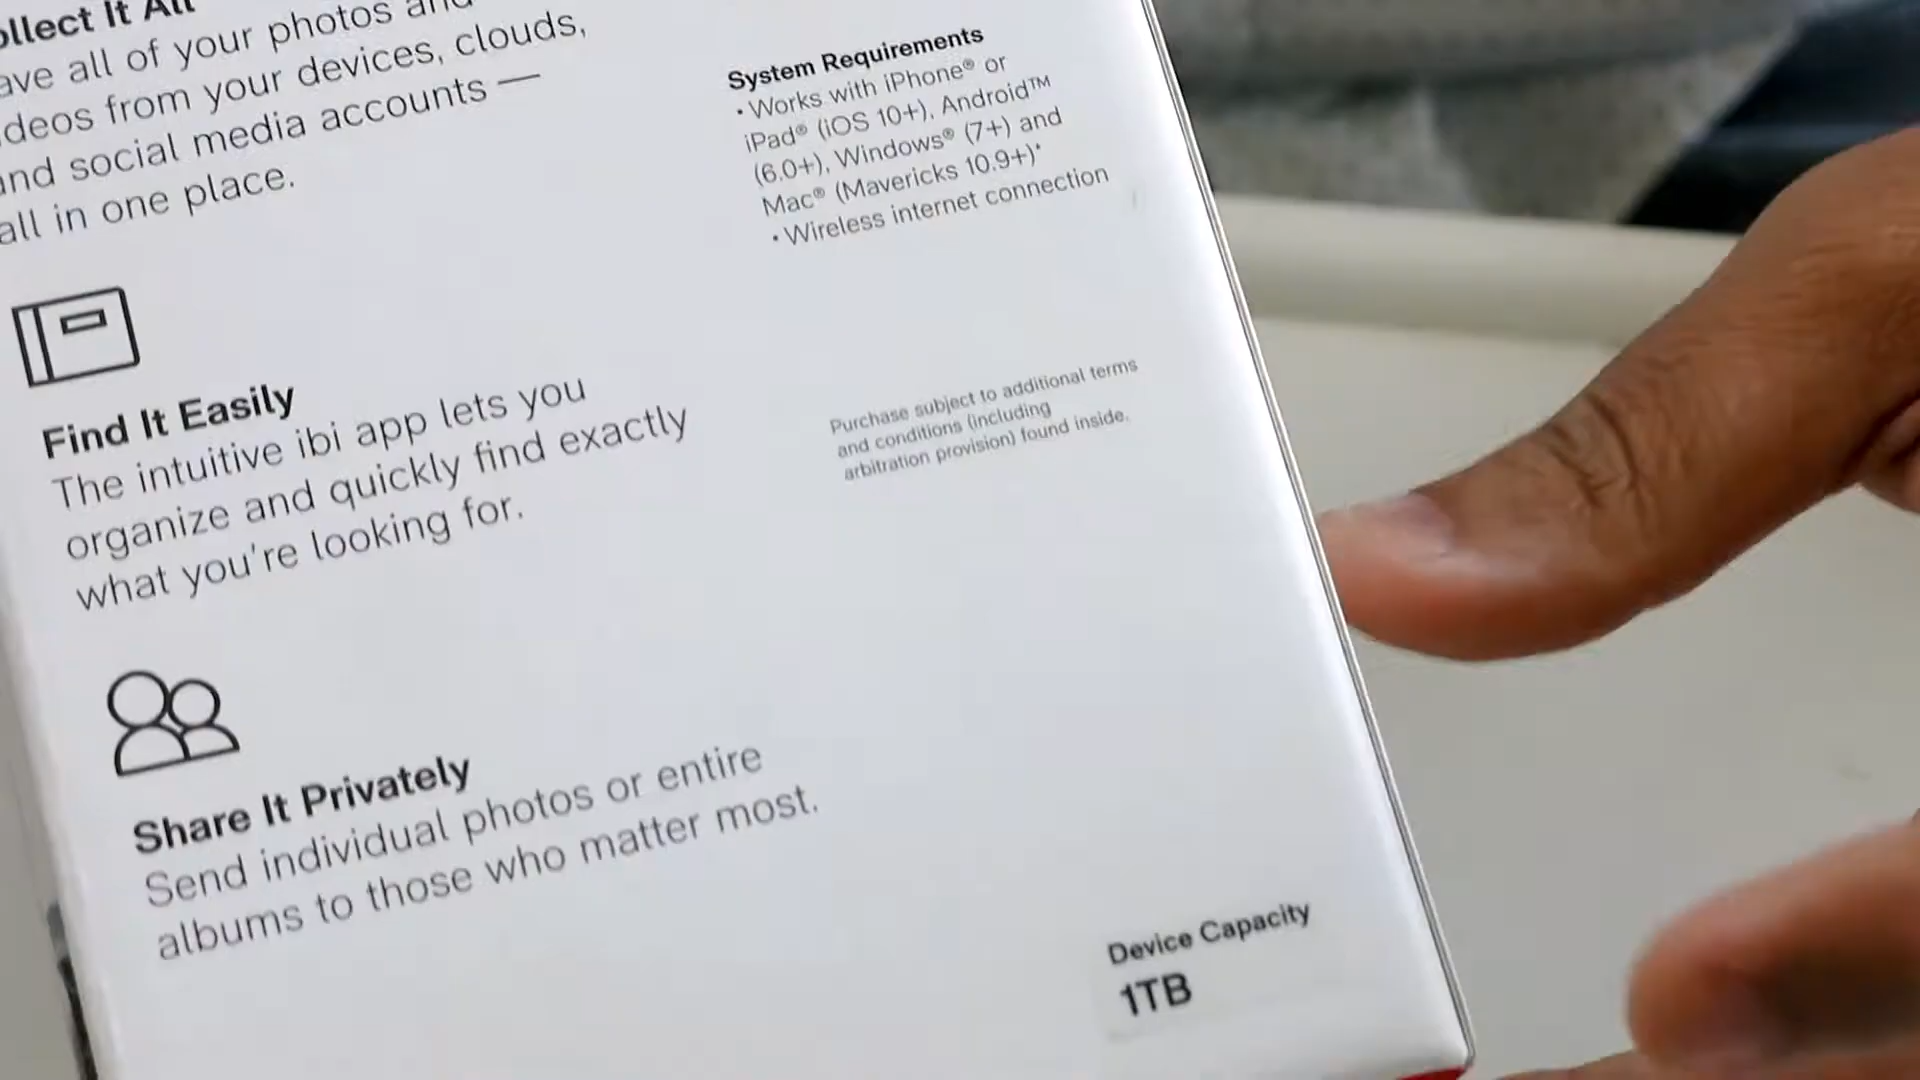 ollect It All
ave all of your photos and
deos from your devices, clouds,
and social media accounts —
all in one place.
Find It Easily
The intuitive ibi app lets you
organize and quickly find exactly
what you're looking for.
Share It Privately
Send individual photos or entire
albums to those who matter most.
System Requirements
• Works with iPhone® or
iPad® (iOS 10+), Android™
(6.0+), Windows® (7+) and
Mac® (Mavericks 10.9+)*
• Wireless internet connection
Purchase subject to additional terms
and conditions (including
arbitration provision) found inside.
Device Capacity
1TB